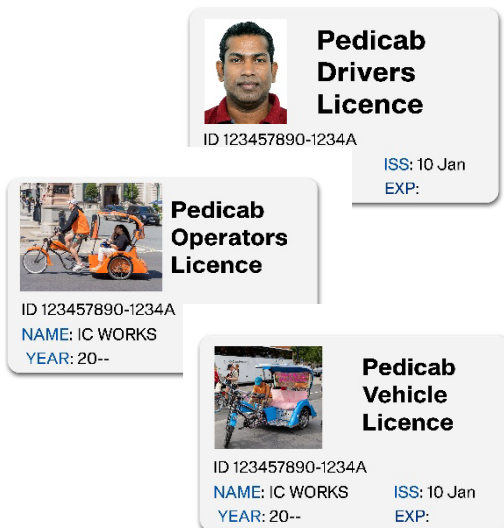 Pedicab
Drivers
Licence
ID 123457890-1234A
ISS: 10 Jan
EXP:
Pedicab
Operators
Licence
ID 123457890-1234A
NAME: IC WORKS
YEAR: 20--
Pedicab
Vehicle
Licence
ID 123457890-1234A
NAME: IC WORKS
ISS: 10 Jan
YEAR: 20--
EXP: